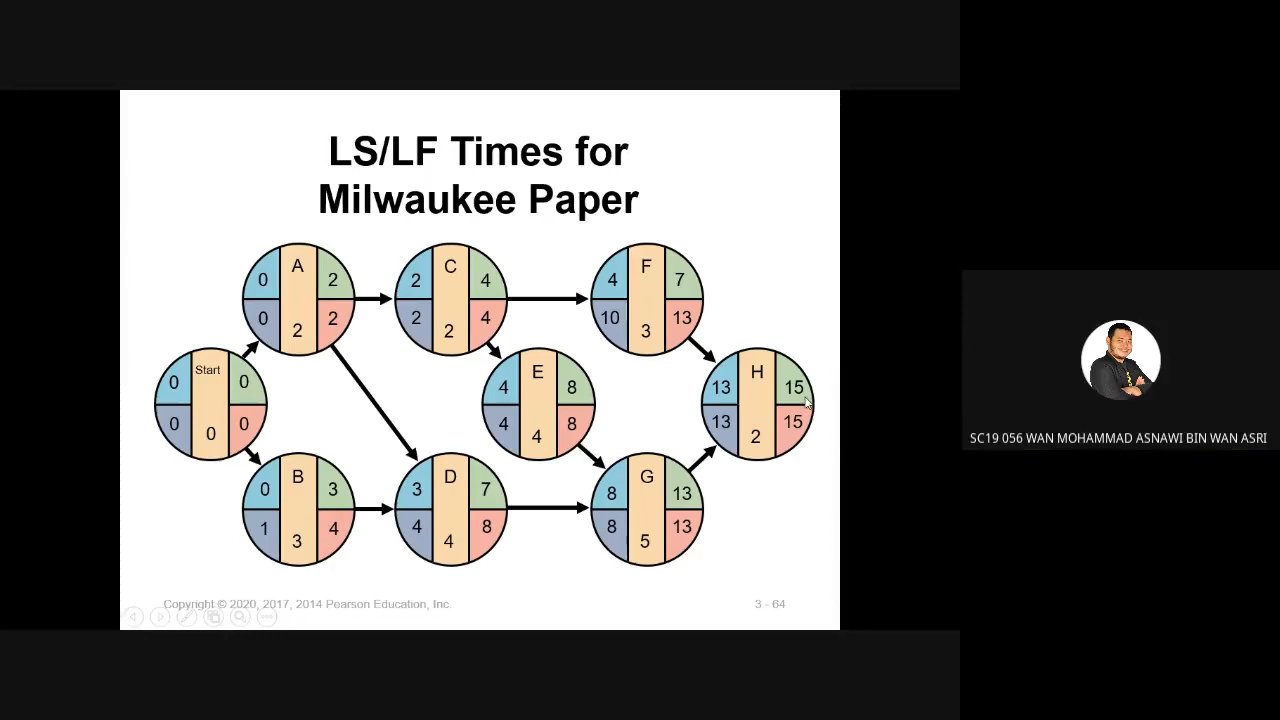 LS/LF Times for
Milwaukee Paper
A
0 2
0 2
2
C
2 4
2 4
2
F
4 7
10 13
3
Start
0 0
0 0
0
E
4 8
4 8
4
H
13 15
13 15
2
B
0 3
1 4
3
D
3 7
4 8
4
G
8 13
8 13
5
Copyright © 2020, 2017, 2014 Pearson Education, Inc.
3 - 64
SC19 056 WAN MOHAMMAD ASNAWI BIN WAN ASRI